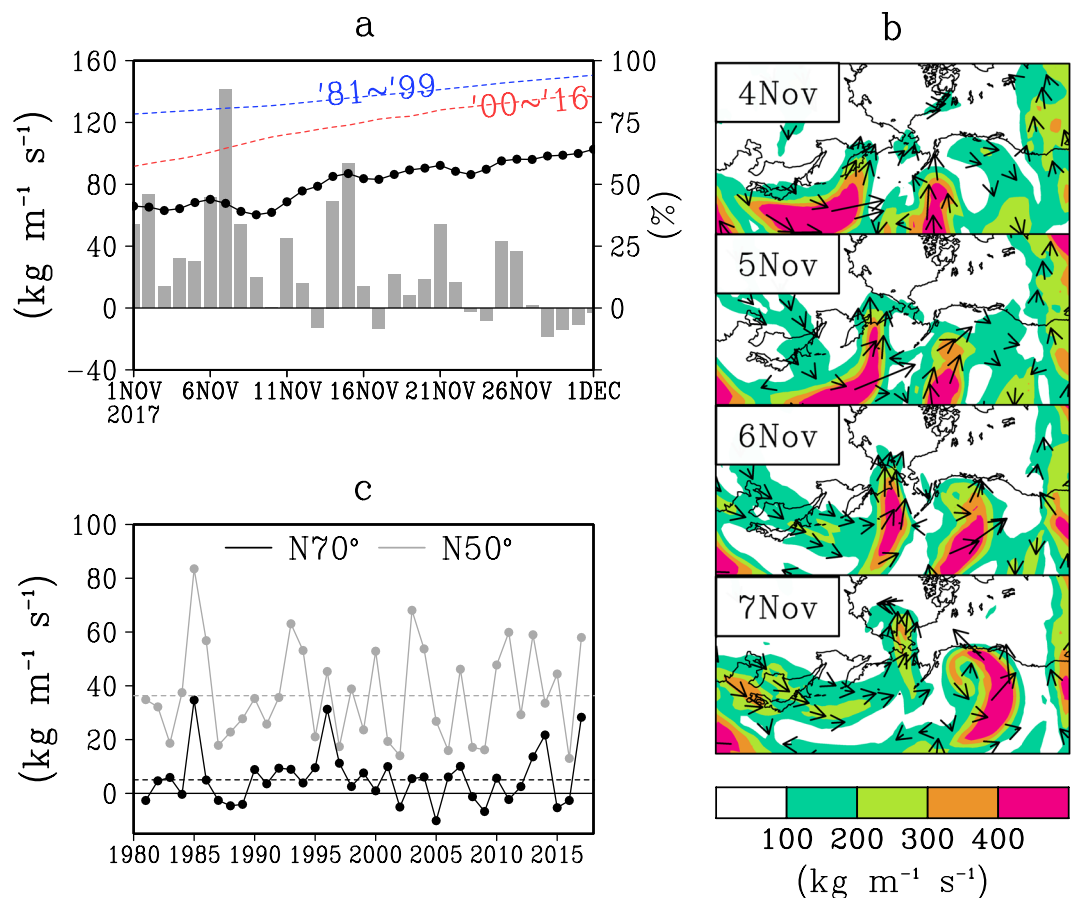 a
160
120
80
40
0
−40
(kg m⁻¹ s⁻¹)
100
75
50
25
0
(%)
'81~'99
'00~'16
1NOV 6NOV 11NOV 16NOV 21NOV 26NOV 1DEC
2017
b
4Nov
5Nov
6Nov
7Nov
100 200 300 400
(kg m⁻¹ s⁻¹)
c
N70° N50°
100
80
60
40
20
0
(kg m⁻¹ s⁻¹)
1980 1985 1990 1995 2000 2005 2010 2015